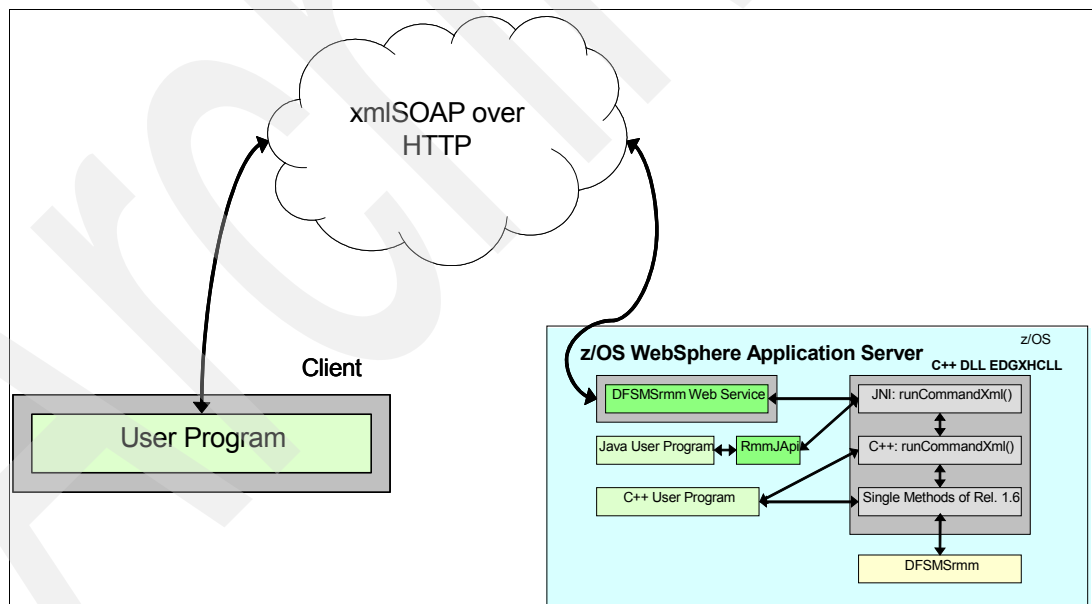 xmlSOAP over
HTTP
Client
User Program
z/OS
z/OS WebSphere Application Server
C++ DLL EDGXHCLL
DFSMSrmm Web Service
JNI: runCommandXml()
Java User Program
RmmJApi
C++: runCommandXml()
C++ User Program
Single Methods of Rel. 1.6
DFSMSrmm